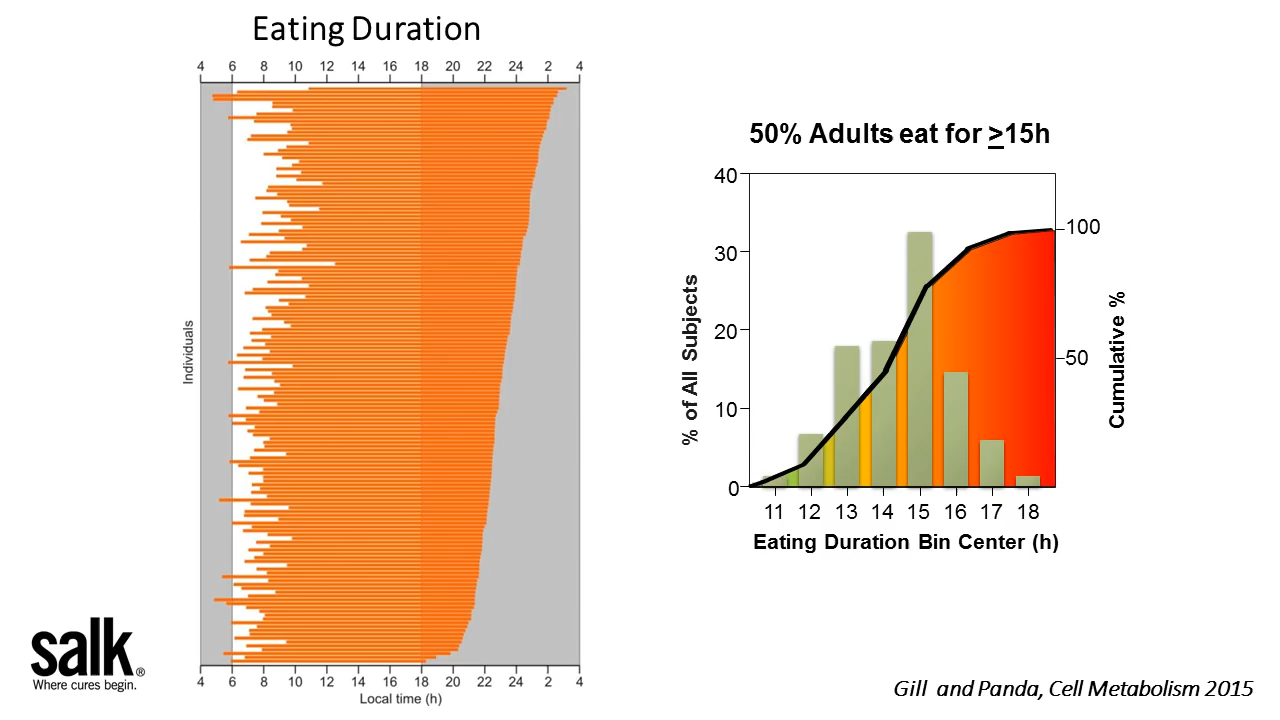 Eating Duration
4 6 8 10 12 14 16 18 20 22 24 2 4
Individuals
4 6 8 10 12 14 16 18 20 22 24 2 4
Local time (h)
50% Adults eat for ≥15h
40
30
20
10
0
% of All Subjects
100
50
Cumulative %
11 12 13 14 15 16 17 18
Eating Duration Bin Center (h)
salk®
Where cures begin.
Gill and Panda, Cell Metabolism 2015